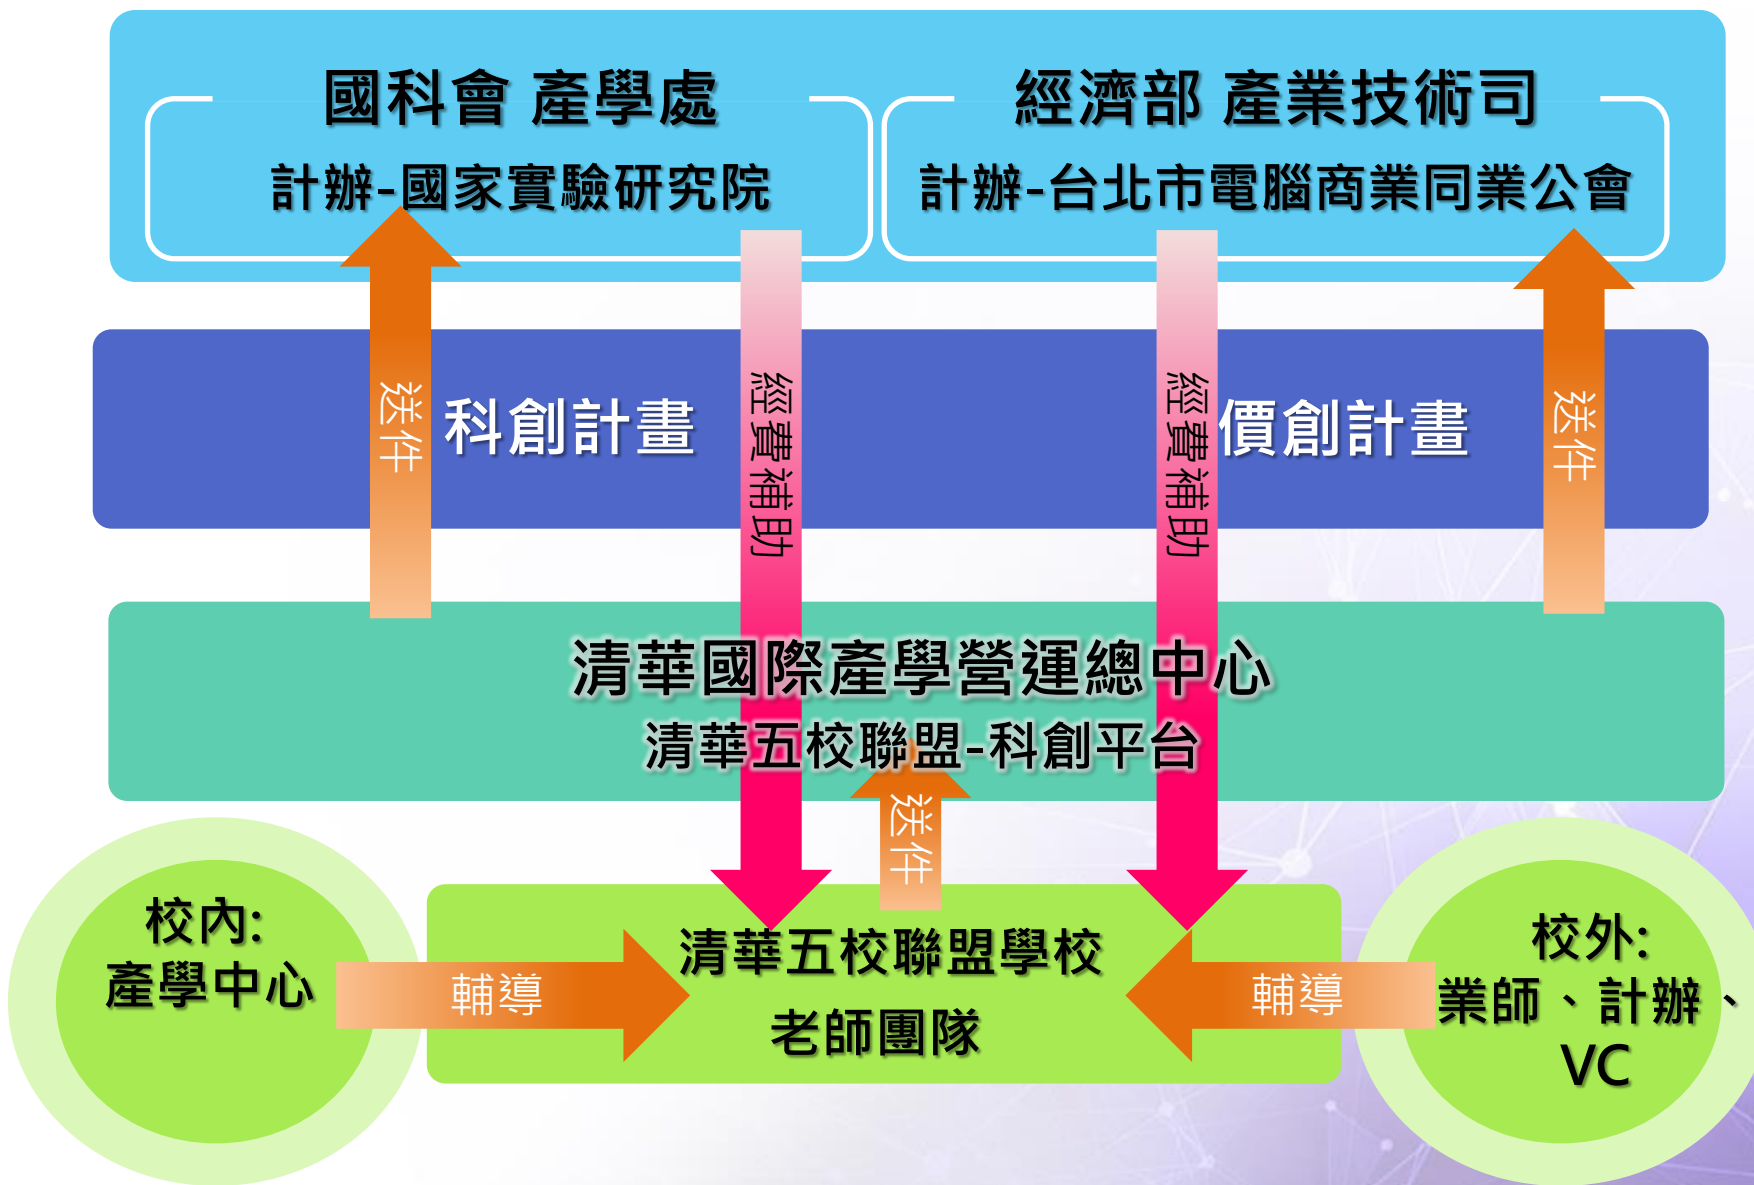 國科會 產學處
計辦-國家實驗研究院
經濟部 產業技術司
計辦-台北市電腦商業同業公會
送件
科創計畫
經費補助
經費補助
價創計畫
送件
清華國際產學營運總中心
清華五校聯盟-科創平台
送件
校內:
產學中心
輔導
清華五校聯盟學校
老師團隊
輔導
校外:
業師、計辦、
VC